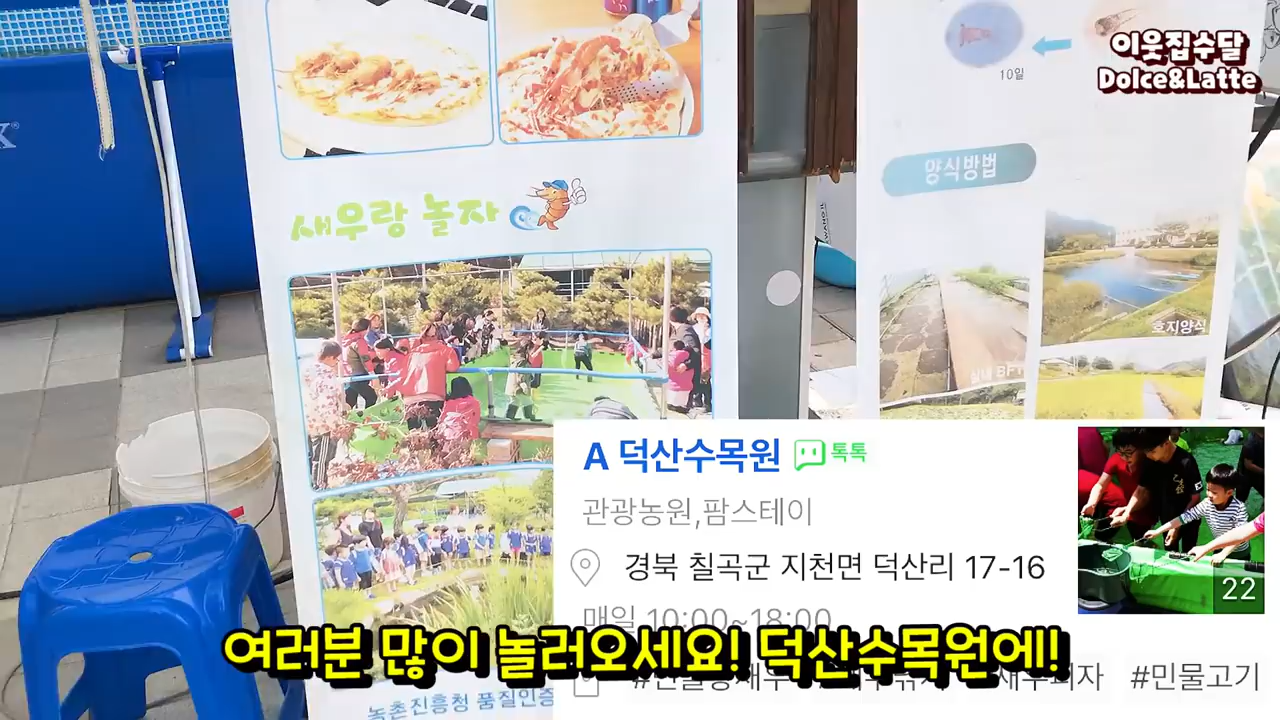 이웃집수달
Dolce&Latte
10일
양식방법
새우랑 놀자
호지양식
실내 BF
A 덕산수목원 톡톡
관광농원,팜스테이
경북 칠곡군 지천면 덕산리 17-16
22
매일 10:00~18:00
여러분 많이 놀러오세요! 덕산수목원에!
#민물고기
농촌진흥청 품질인증